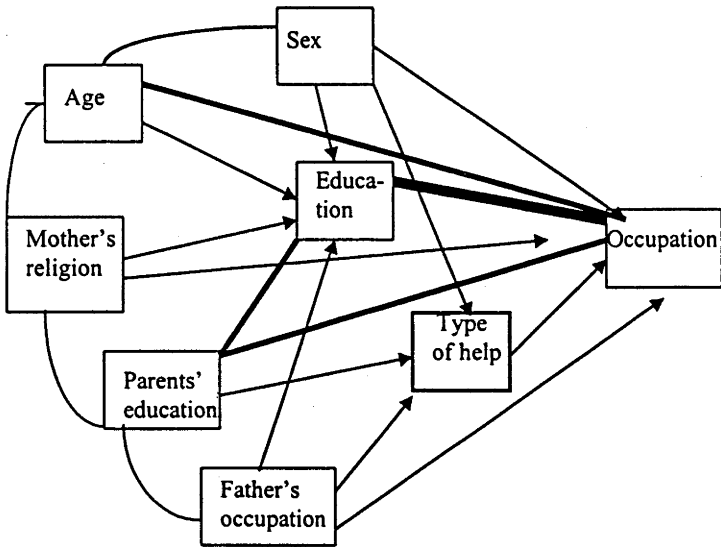 Sex
Age
Educa-
tion
Mother's
religion
Occupation
Type
of help
Parents'
education
Father's
occupation